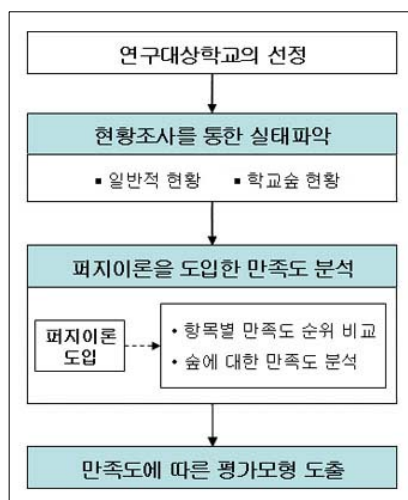 연구대상학교의 선정
현황조사를 통한 실태파악
▪ 일반적 현황 ▪ 학교숲 현황
퍼지이론을 도입한 만족도 분석
퍼지이론
도입
• 항목별 만족도 순위 비교
• 숲에 대한 만족도 분석
만족도에 따른 평가모형 도출